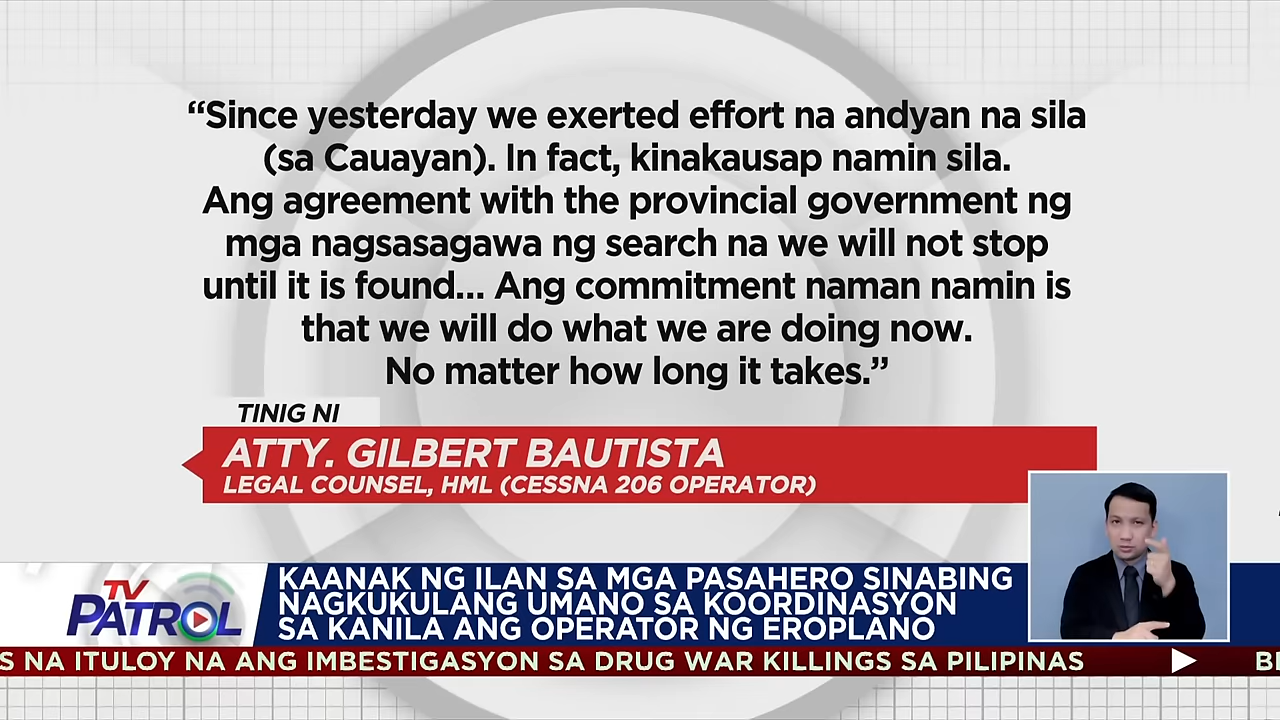 “Since yesterday we exerted effort na andyan na sila
(sa Cauayan). In fact, kinakausap namin sila.
Ang agreement with the provincial government ng
mga nagsasagawa ng search na we will not stop
until it is found... Ang commitment naman namin is
that we will do what we are doing now.
No matter how long it takes.”
TINIG NI
ATTY. GILBERT BAUTISTA
LEGAL COUNSEL, HML (CESSNA 206 OPERATOR)
TV
PATROL
KAANAK NG ILAN SA MGA PASAHERO SINABING
NAGKUKULANG UMANO SA KOORDINASYON
SA KANILA ANG OPERATOR NG EROPLANO
S NA ITULOY NA ANG IMBESTIGASYON SA DRUG WAR KILLINGS SA PILIPINAS